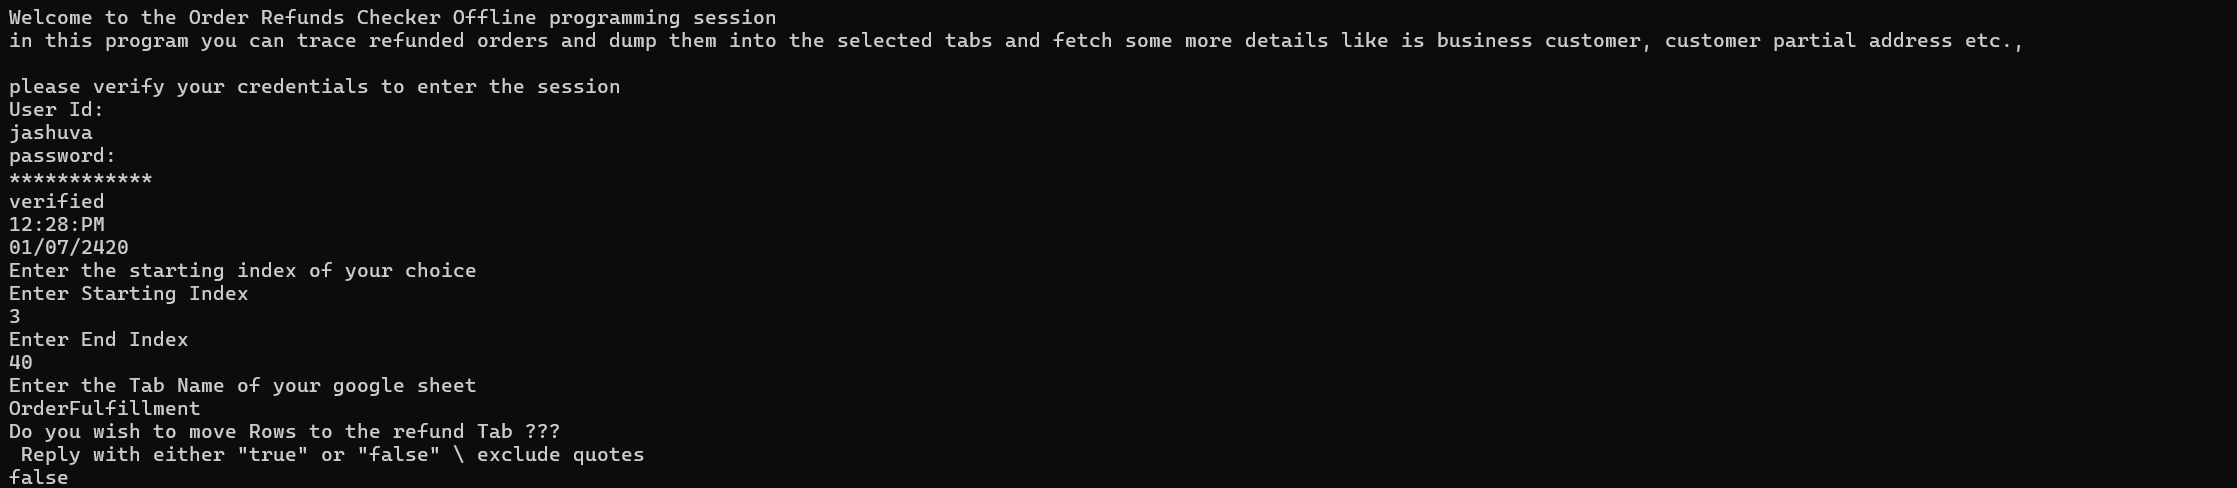 Welcome to the Order Refunds Checker Offline programming session
in this program you can trace refunded orders and dump them into the selected tabs and fetch some more details like is business customer, customer partial address etc.,
please verify your credentials to enter the session
User Id:
jashuva
password:
************
verified
12:28:PM
01/07/2420
Enter the starting index of your choice
Enter Starting Index
3
Enter End Index
40
Enter the Tab Name of your google sheet
OrderFulfillment
Do you wish to move Rows to the refund Tab ???
 Reply with either "true" or "false" \ exclude quotes
false